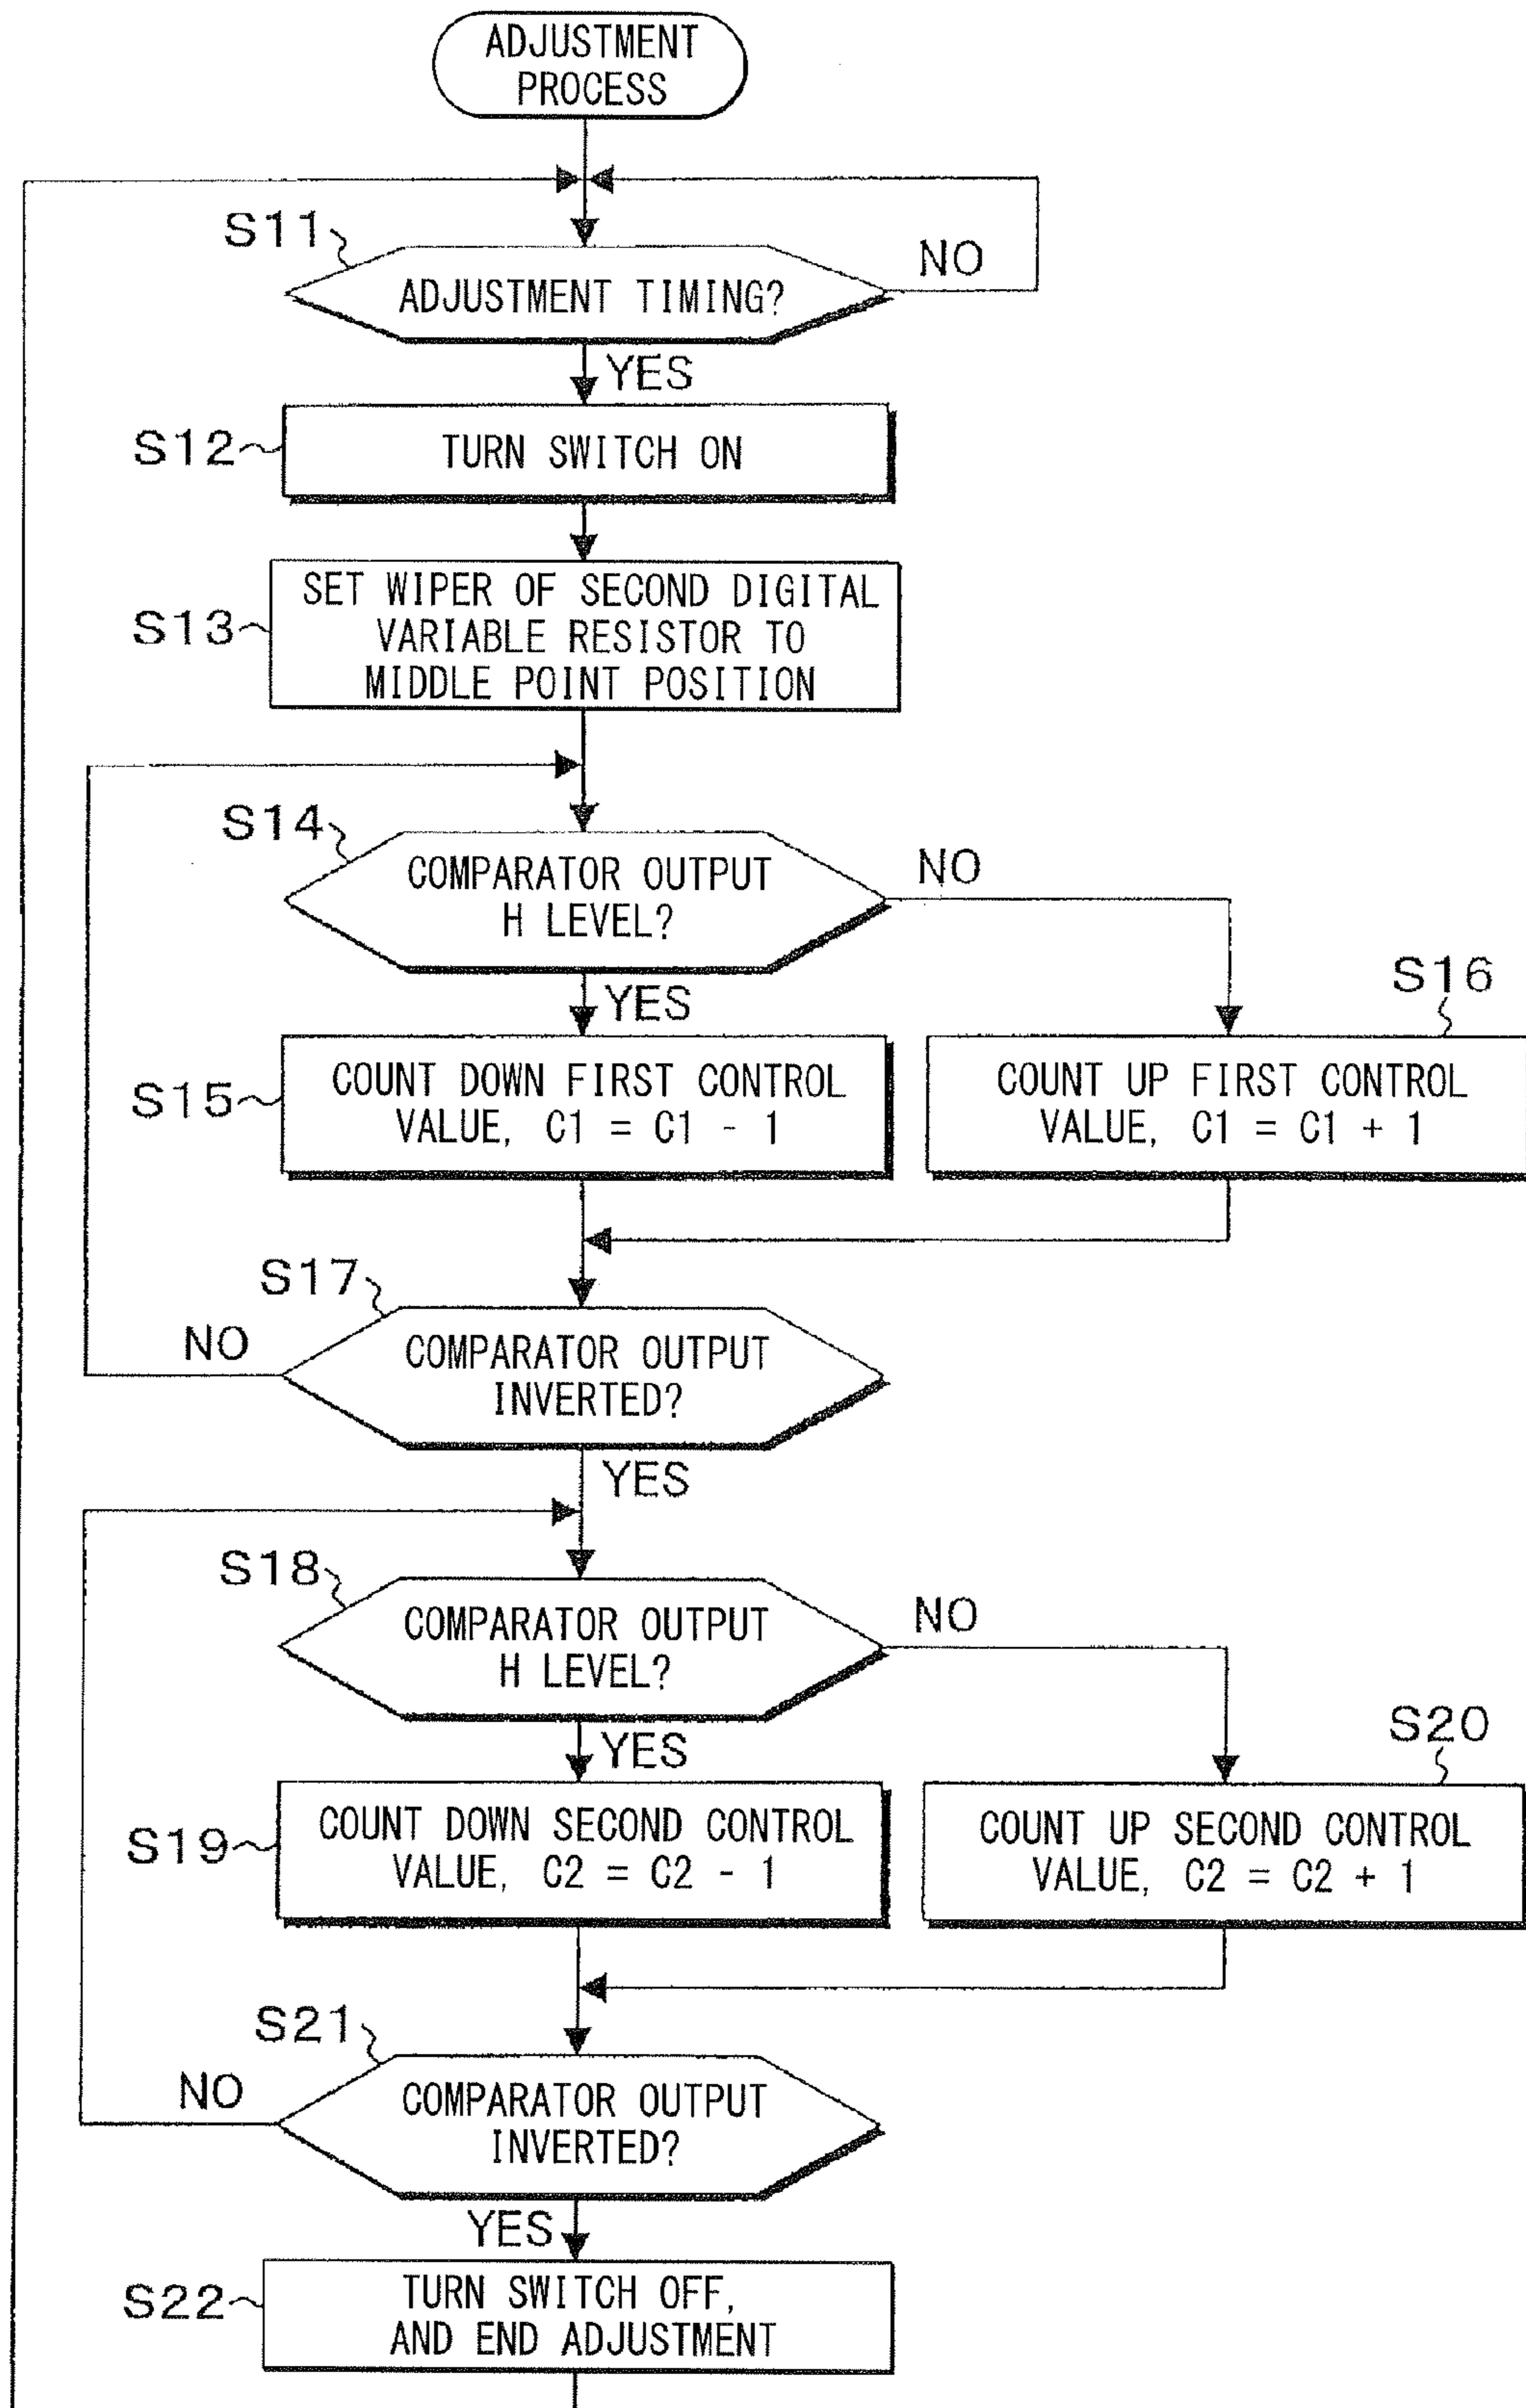 ADJUSTMENT
PROCESS
S11
ADJUSTMENT TIMING?
NO
YES
S12
TURN SWITCH ON
S13
SET WIPER OF SECOND DIGITAL
VARIABLE RESISTOR TO
MIDDLE POINT POSITION
S14
COMPARATOR OUTPUT
H LEVEL?
NO
YES
S15
COUNT DOWN FIRST CONTROL
VALUE, C1 = C1 - 1
S16
COUNT UP FIRST CONTROL
VALUE, C1 = C1 + 1
S17
NO
COMPARATOR OUTPUT
INVERTED?
YES
S18
COMPARATOR OUTPUT
H LEVEL?
NO
YES
S19
COUNT DOWN SECOND CONTROL
VALUE, C2 = C2 - 1
S20
COUNT UP SECOND CONTROL
VALUE, C2 = C2 + 1
S21
NO
COMPARATOR OUTPUT
INVERTED?
YES
S22
TURN SWITCH OFF,
AND END ADJUSTMENT